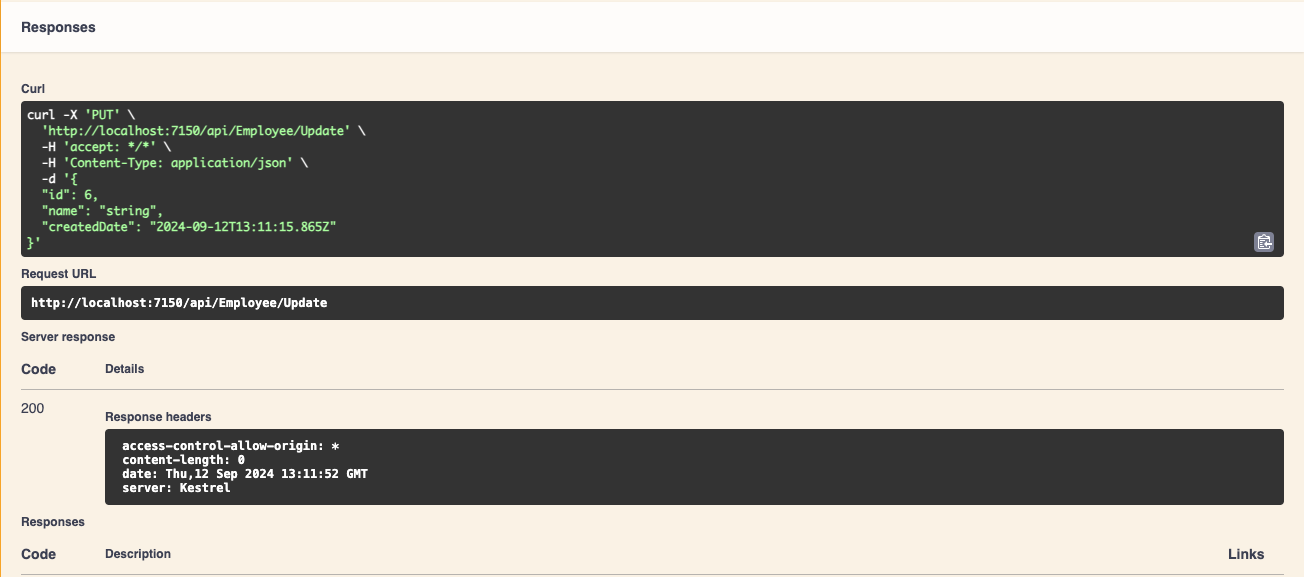 Responses
Curl
curl -X 'PUT' \
'http://localhost:7150/api/Employee/Update' \
-H 'accept: */*' \
-H 'Content-Type: application/json' \
-d '{
"id": 6,
"name": "string",
"createdDate": "2024-09-12T13:11:15.865Z"
}'
Request URL
http://localhost:7150/api/Employee/Update
Server response
Code Details
200
Response headers
access-control-allow-origin: *
content-length: 0
date: Thu,12 Sep 2024 13:11:52 GMT
server: Kestrel
Responses
Code Description Links